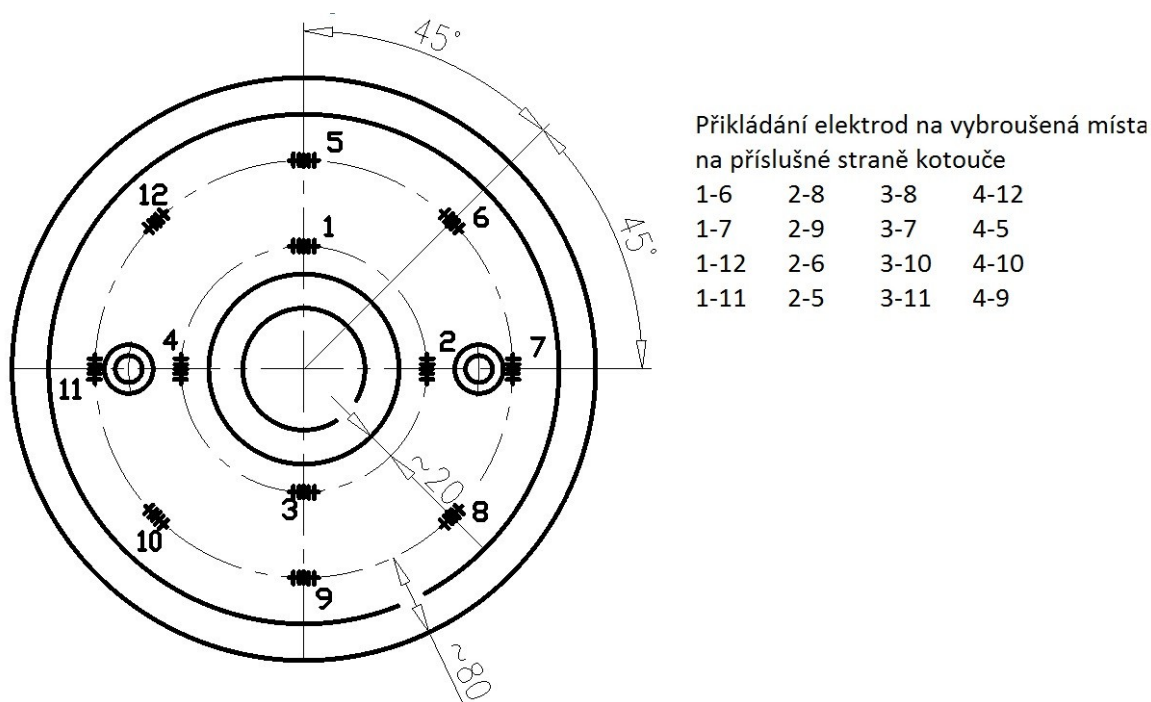 45°
45°
5
12
6
1
4
2
7
11
3
~20
8
10
9
~80
Přikládání elektrod na vybroušená místa
na příslušné straně kotouče
1-6 2-8 3-8 4-12
1-7 2-9 3-7 4-5
1-12 2-6 3-10 4-10
1-11 2-5 3-11 4-9